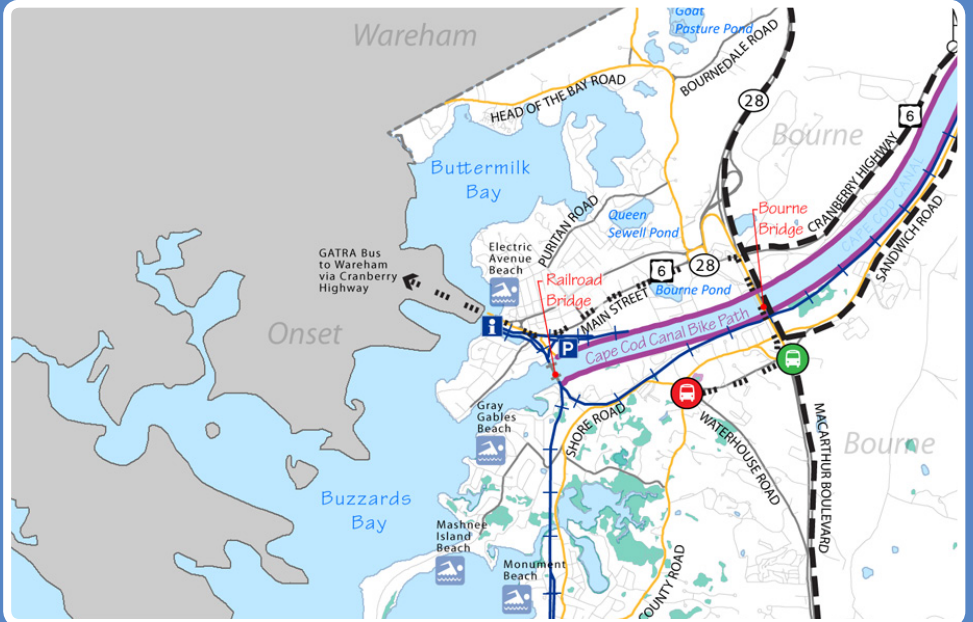 Goat
Pasture Pond
Wareham
BOURNEDALE ROAD
HEAD OF THE BAY ROAD
28
6
Bourne
Buttermilk
Bay
CRANBERRY HIGHWAY
CAPE COD CANAL
PURITAN ROAD
Queen
Sewell Pond
Bourne
Bridge
SANDWICH ROAD
GATRA Bus
to Wareham
via Cranberry
Highway
Electric
Avenue
Beach
6
28
Railroad
Bridge
Bourne Pond
MAIN STREET
Onset
i
P
Cape Cod Canal Bike Path
Gray
Gables
Beach
SHORE ROAD
WATERHOUSE ROAD
MACARTHUR BOULEVARD
Bourne
Buzzards
Bay
Mashnee
Island
Beach
Monument
Beach
COUNTY ROAD